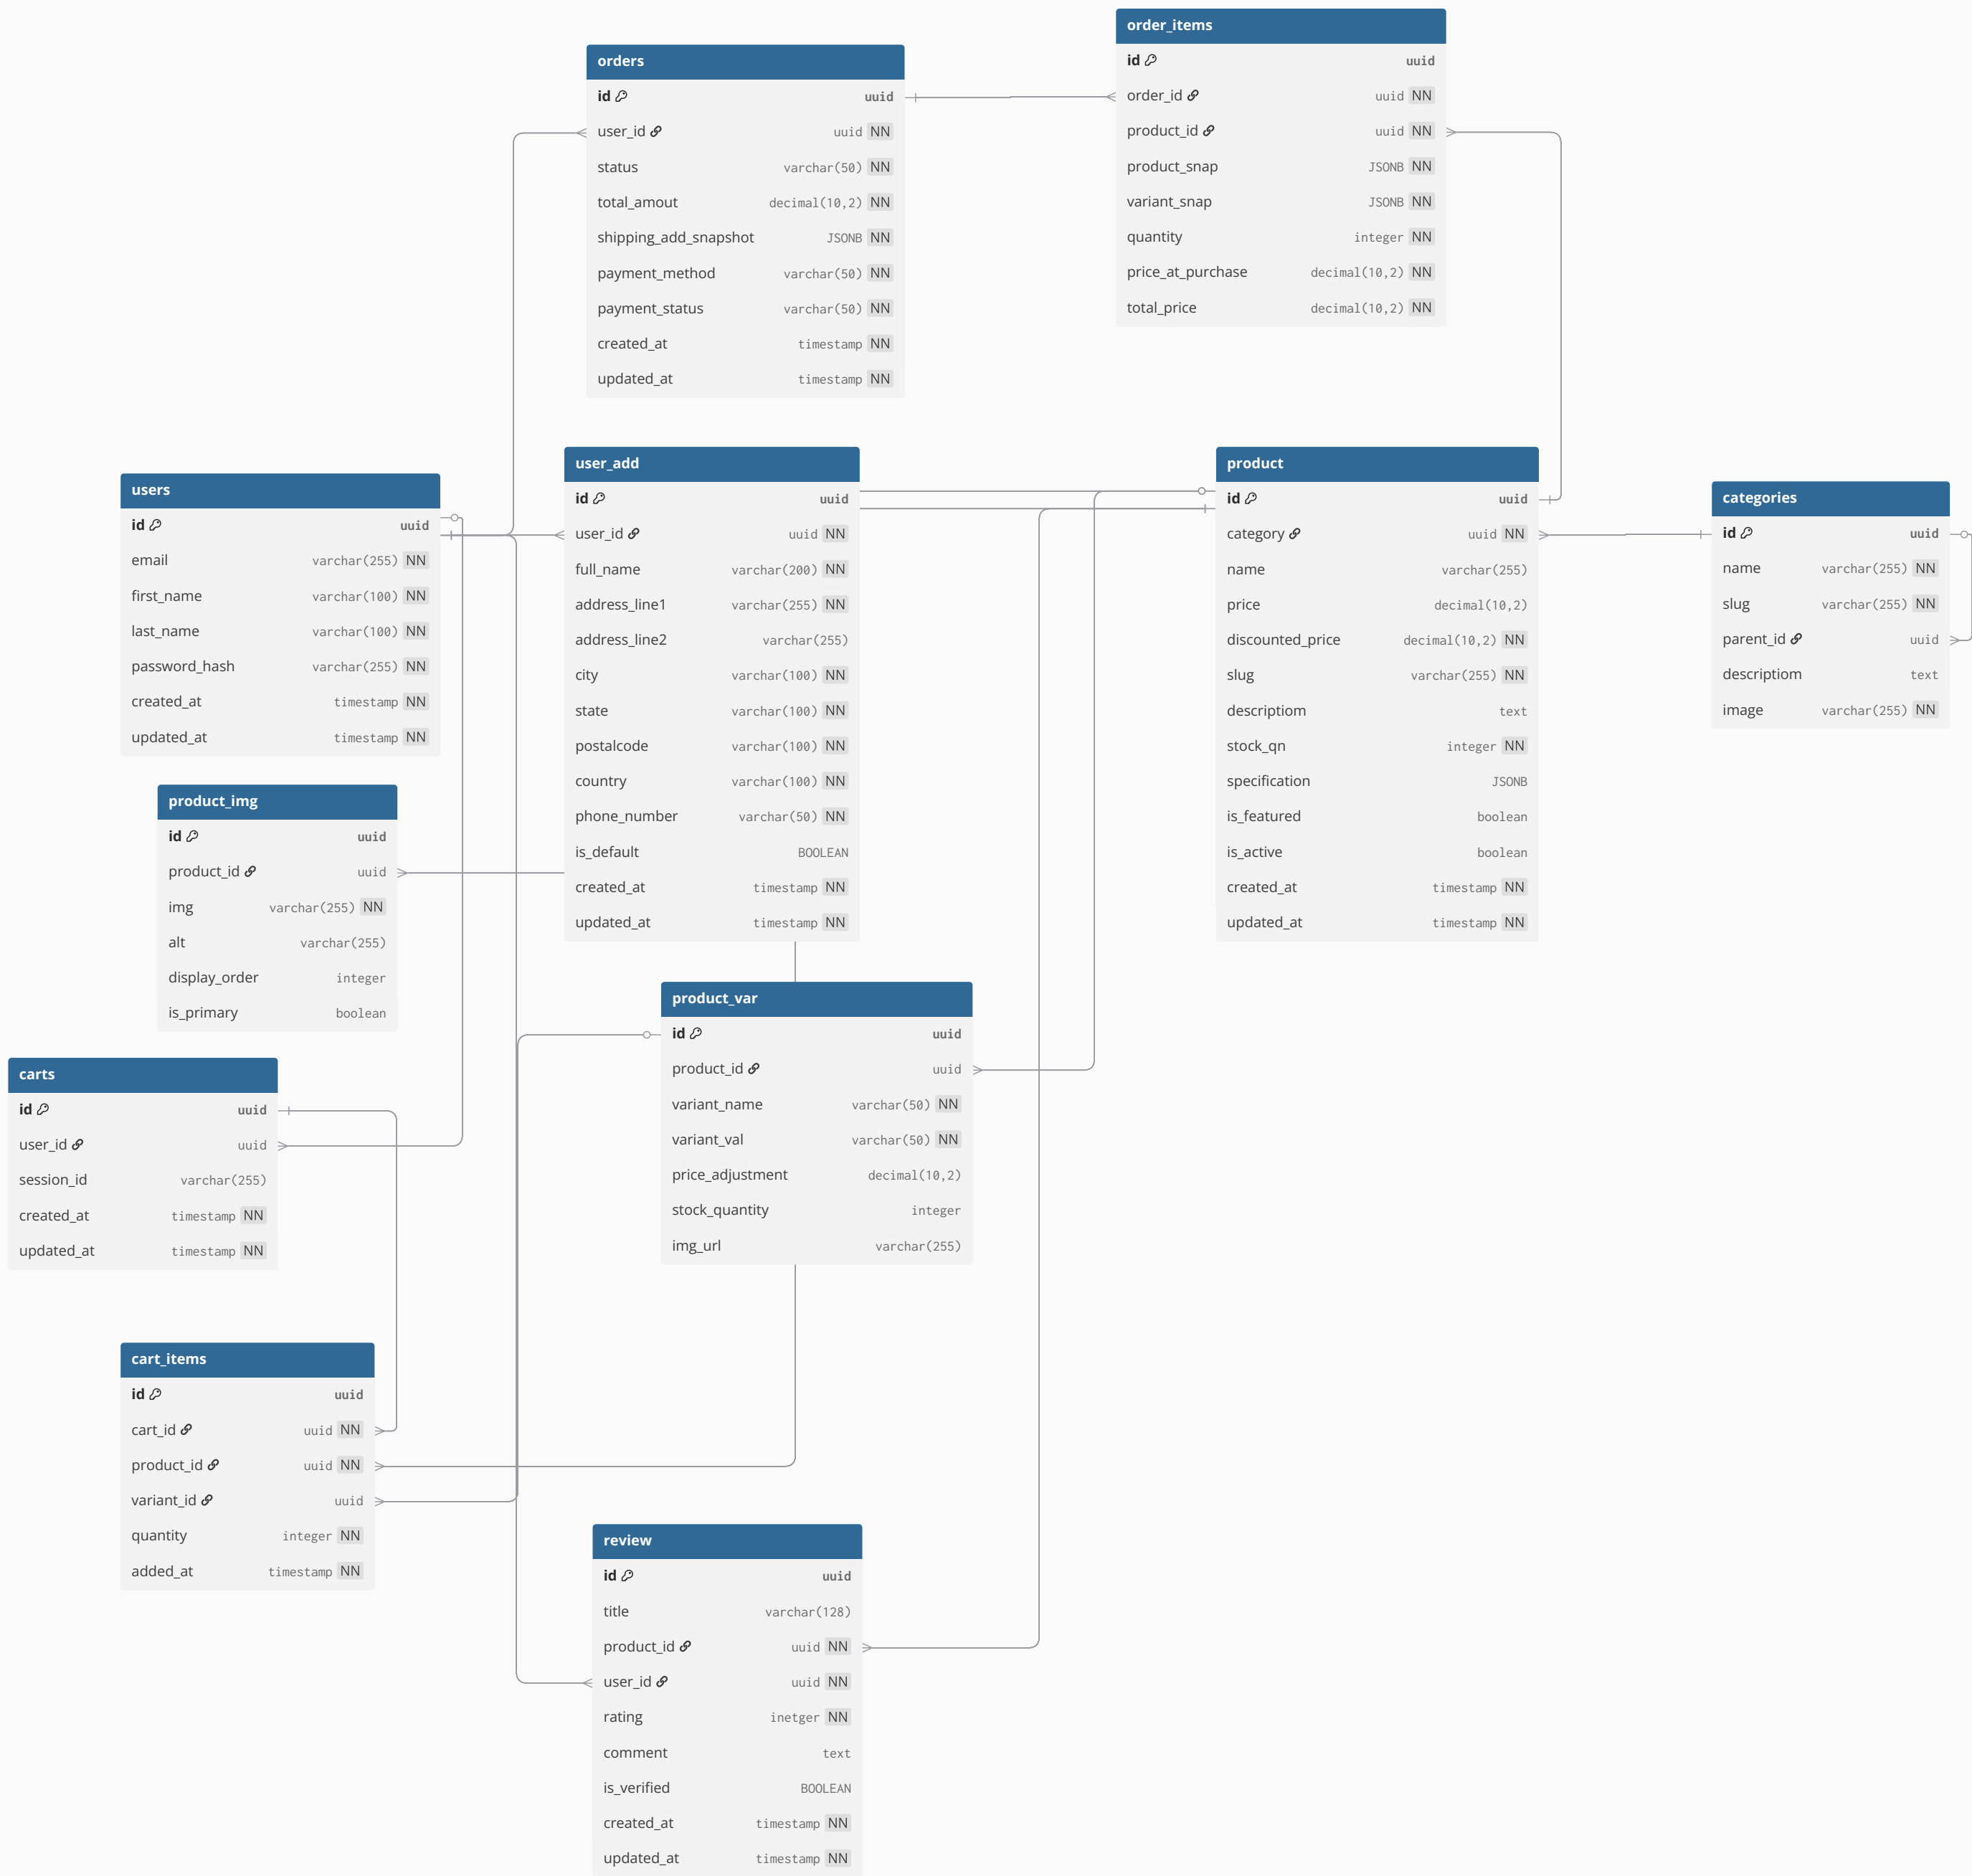 order_items
id uuid
order_id uuid NN
product_id uuid NN
product_snap JSONB NN
variant_snap JSONB NN
quantity integer NN
price_at_purchase decimal(10,2) NN
total_price decimal(10,2) NN
orders
id uuid
user_id uuid NN
status varchar(50) NN
total_amout decimal(10,2) NN
shipping_add_snapshot JSONB NN
payment_method varchar(50) NN
payment_status varchar(50) NN
created_at timestamp NN
updated_at timestamp NN
users
id uuid
email varchar(255) NN
first_name varchar(100) NN
last_name varchar(100) NN
password_hash varchar(255) NN
created_at timestamp NN
updated_at timestamp NN
user_add
id uuid
user_id uuid NN
full_name varchar(200) NN
address_line1 varchar(255) NN
address_line2 varchar(255)
city varchar(100) NN
state varchar(100) NN
postalcode varchar(100) NN
country varchar(100) NN
phone_number varchar(50) NN
is_default BOOLEAN
created_at timestamp NN
updated_at timestamp NN
product
id uuid
category uuid NN
name varchar(255)
price decimal(10,2)
discounted_price decimal(10,2) NN
slug varchar(255) NN
descriptiom text
stock_qn integer NN
specification JSONB
is_featured boolean
is_active boolean
created_at timestamp NN
updated_at timestamp NN
categories
id uuid
name varchar(255) NN
slug varchar(255) NN
parent_id uuid
descriptiom text
image varchar(255) NN
product_img
id uuid
product_id uuid
img varchar(255) NN
alt varchar(255)
display_order integer
is_primary boolean
product_var
id uuid
product_id uuid
variant_name varchar(50) NN
variant_val varchar(50) NN
price_adjustment decimal(10,2)
stock_quantity integer
img_url varchar(255)
carts
id uuid
user_id uuid
session_id varchar(255)
created_at timestamp NN
updated_at timestamp NN
cart_items
id uuid
cart_id uuid NN
product_id uuid NN
variant_id uuid
quantity integer NN
added_at timestamp NN
review
id uuid
title varchar(128)
product_id uuid NN
user_id uuid NN
rating inetger NN
comment text
is_verified BOOLEAN
created_at timestamp NN
updated_at timestamp NN